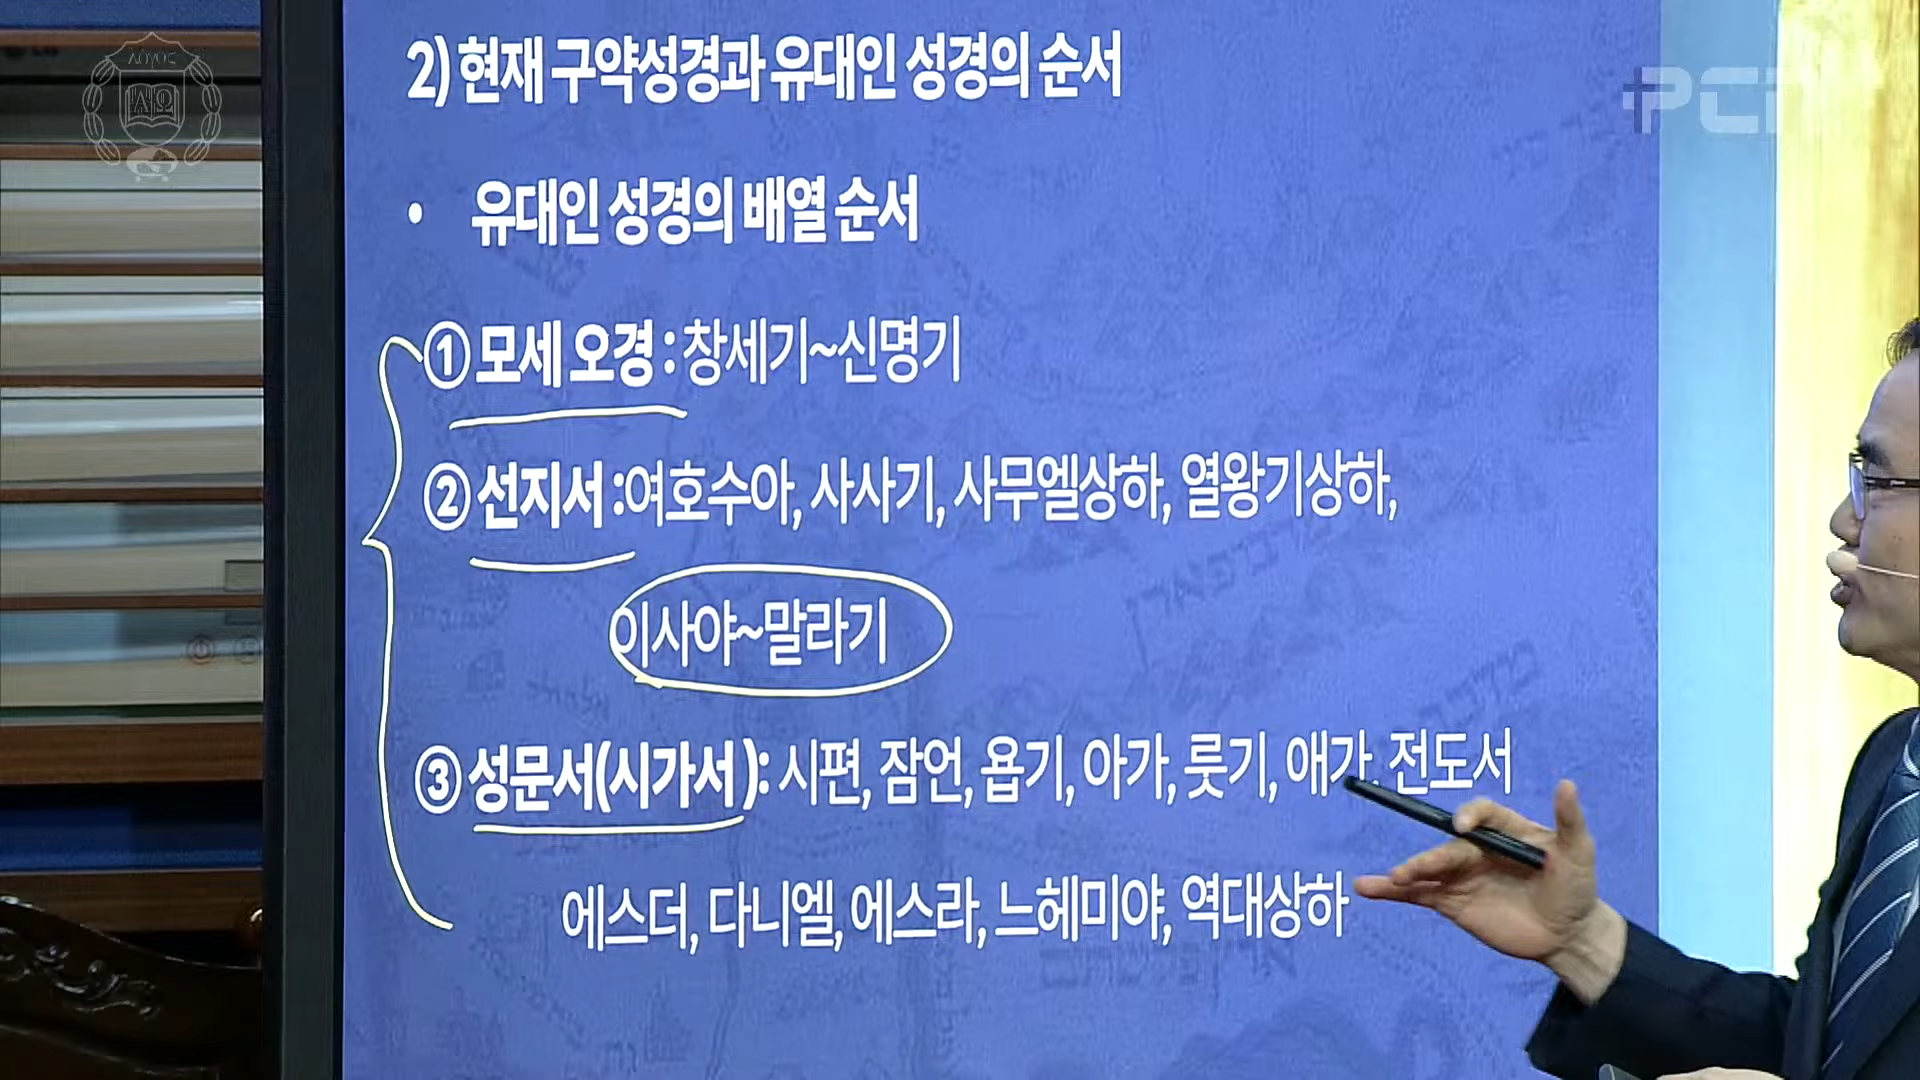 ΛΌΓΟΣ
Α Ω
2) 현재 구약성경과 유대인 성경의 순서
• 유대인 성경의 배열 순서
① 모세 오경 : 창세기~신명기
② 선지서 :여호수아, 사사기, 사무엘상하, 열왕기상하,
이사야~말라기
③ 성문서(시가서 ): 시편, 잠언, 욥기, 아가, 룻기, 애가, 전도서
에스더, 다니엘, 에스라, 느헤미야, 역대상하